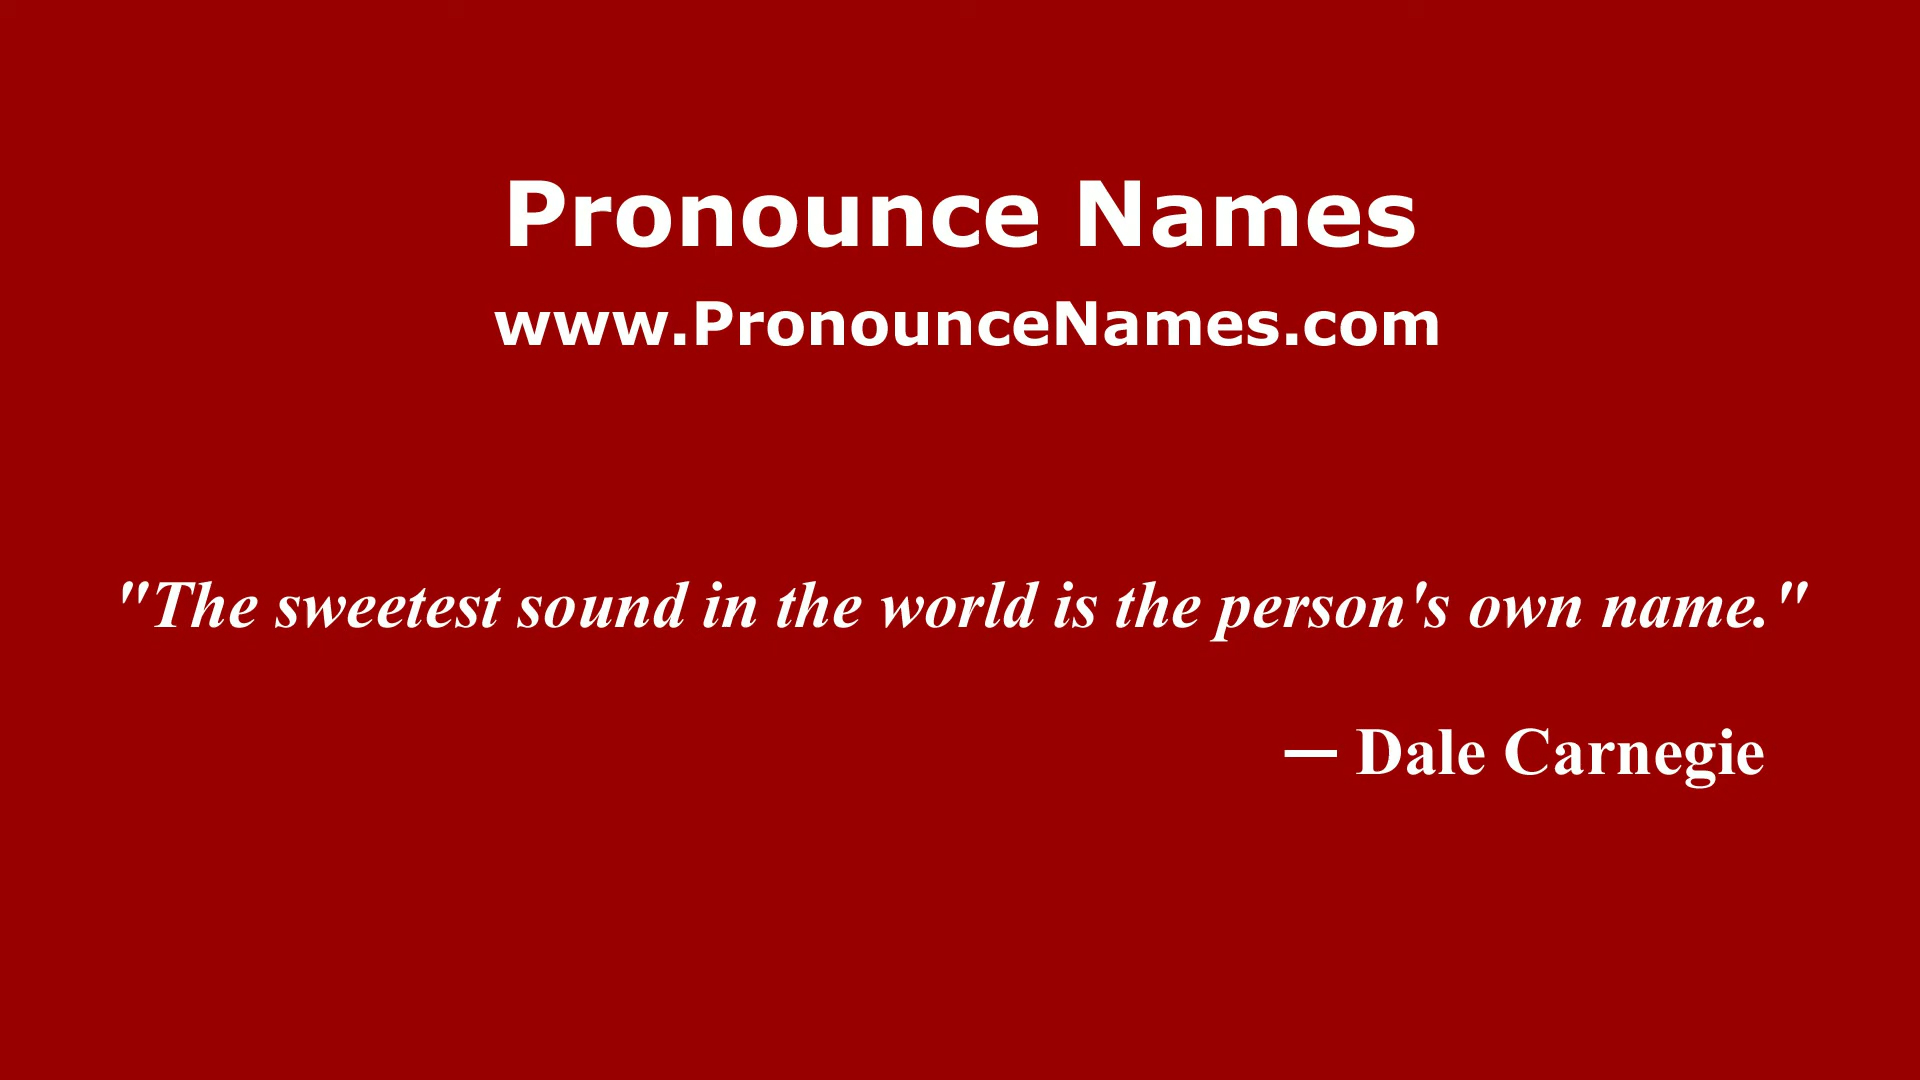 Pronounce Names
www.PronounceNames.com
"The sweetest sound in the world is the person's own name."
— Dale Carnegie